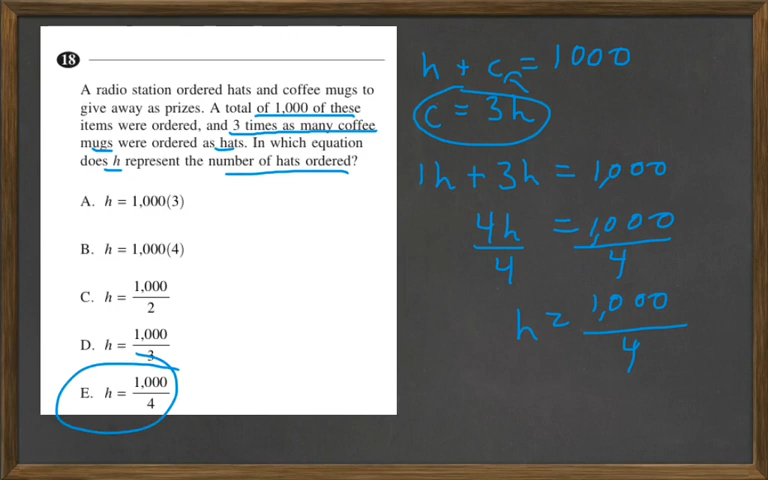 18
A radio station ordered hats and coffee mugs to
give away as prizes. A total of 1,000 of these
items were ordered, and 3 times as many coffee
mugs were ordered as hats. In which equation
does h represent the number of hats ordered?
A. h = 1,000(3)
B. h = 1,000(4)
C. h = 1,000/2
D. h = 1,000/3
E. h = 1,000/4
h + c = 1000
c = 3h
1h + 3h = 1,000
4h/4 = 1,000/4
h = 1,000/4